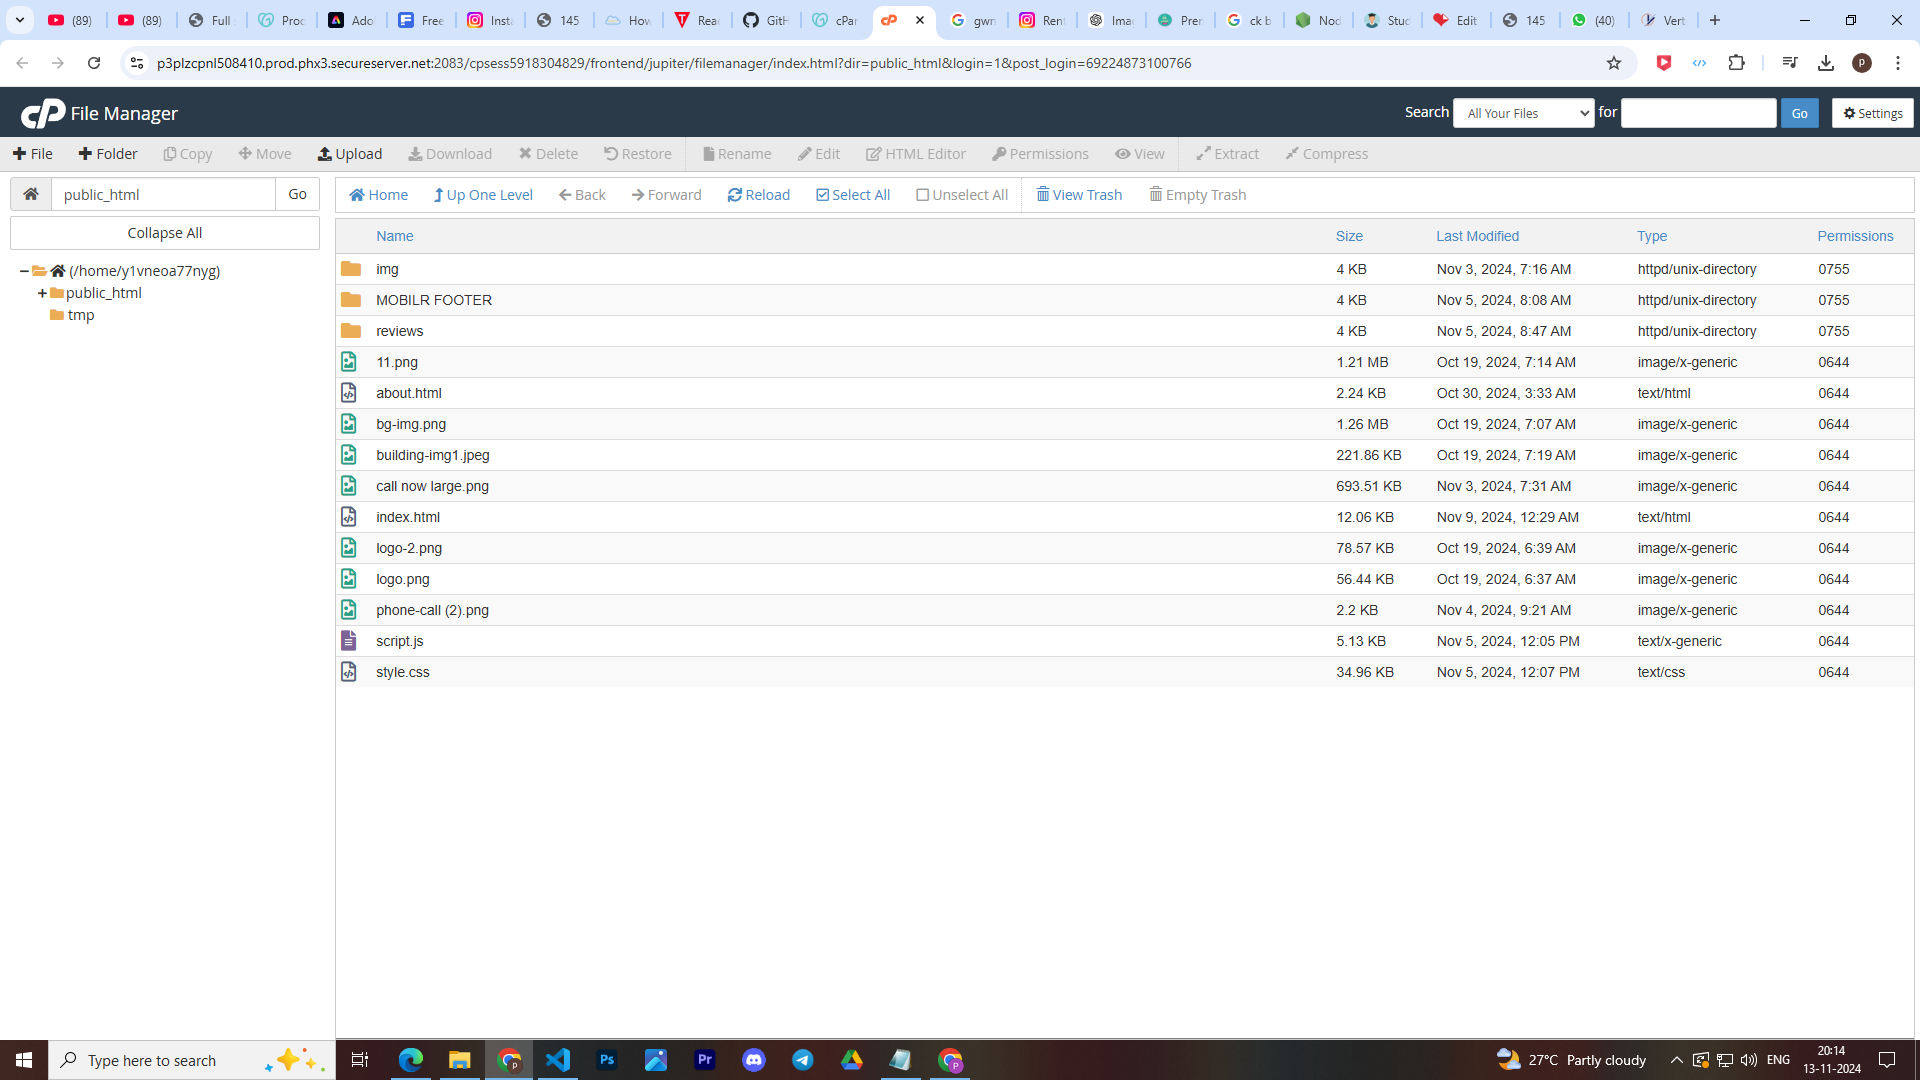 (89)
(89)
Full
Proc
Ado
Free
Insta
145
How
Reac
GitH
cPar
gwn
Ren
Imag
Pren
ck b
Nod
Stud
Edit
145
(40)
Vert
p3plzcpnl508410.prod.phx3.secureserver.net:2083/cpsess5918304829/frontend/jupiter/filemanager/index.html?dir=public_html&login=1&post_login=69224873100766
p
cP File Manager
Search All Your Files for Go Settings
File Folder Copy Move Upload Download Delete Restore Rename Edit HTML Editor Permissions View Extract Compress
public_html Go
Home Up One Level Back Forward Reload Select All Unselect All View Trash Empty Trash
Collapse All
(/home/y1vneoa77nyg)
public_html
tmp
Name Size Last Modified Type Permissions
img 4 KB Nov 3, 2024, 7:16 AM httpd/unix-directory 0755
MOBILR FOOTER 4 KB Nov 5, 2024, 8:08 AM httpd/unix-directory 0755
reviews 4 KB Nov 5, 2024, 8:47 AM httpd/unix-directory 0755
11.png 1.21 MB Oct 19, 2024, 7:14 AM image/x-generic 0644
about.html 2.24 KB Oct 30, 2024, 3:33 AM text/html 0644
bg-img.png 1.26 MB Oct 19, 2024, 7:07 AM image/x-generic 0644
building-img1.jpeg 221.86 KB Oct 19, 2024, 7:19 AM image/x-generic 0644
call now large.png 693.51 KB Nov 3, 2024, 7:31 AM image/x-generic 0644
index.html 12.06 KB Nov 9, 2024, 12:29 AM text/html 0644
logo-2.png 78.57 KB Oct 19, 2024, 6:39 AM image/x-generic 0644
logo.png 56.44 KB Oct 19, 2024, 6:37 AM image/x-generic 0644
phone-call (2).png 2.2 KB Nov 4, 2024, 9:21 AM image/x-generic 0644
script.js 5.13 KB Nov 5, 2024, 12:05 PM text/x-generic 0644
style.css 34.96 KB Nov 5, 2024, 12:07 PM text/css 0644
Type here to search
Ps
Pr
27°C Partly cloudy
ENG
20:14
13-11-2024